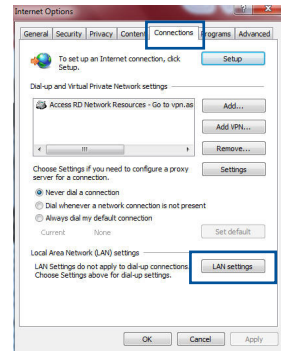 Internet Options
General Security Privacy Content Connections Programs Advanced
To set up an Internet connection, click
Setup.
Setup
Dial-up and Virtual Private Network settings
Access RD Network Resources - Go to vpn.as
Add...
Add VPN...
Remove...
Choose Settings if you need to configure a proxy
server for a connection.
Settings
Never dial a connection
Dial whenever a network connection is not present
Always dial my default connection
Current None
Set default
Local Area Network (LAN) settings
LAN Settings do not apply to dial-up connections.
Choose Settings above for dial-up settings.
LAN settings
OK Cancel Apply